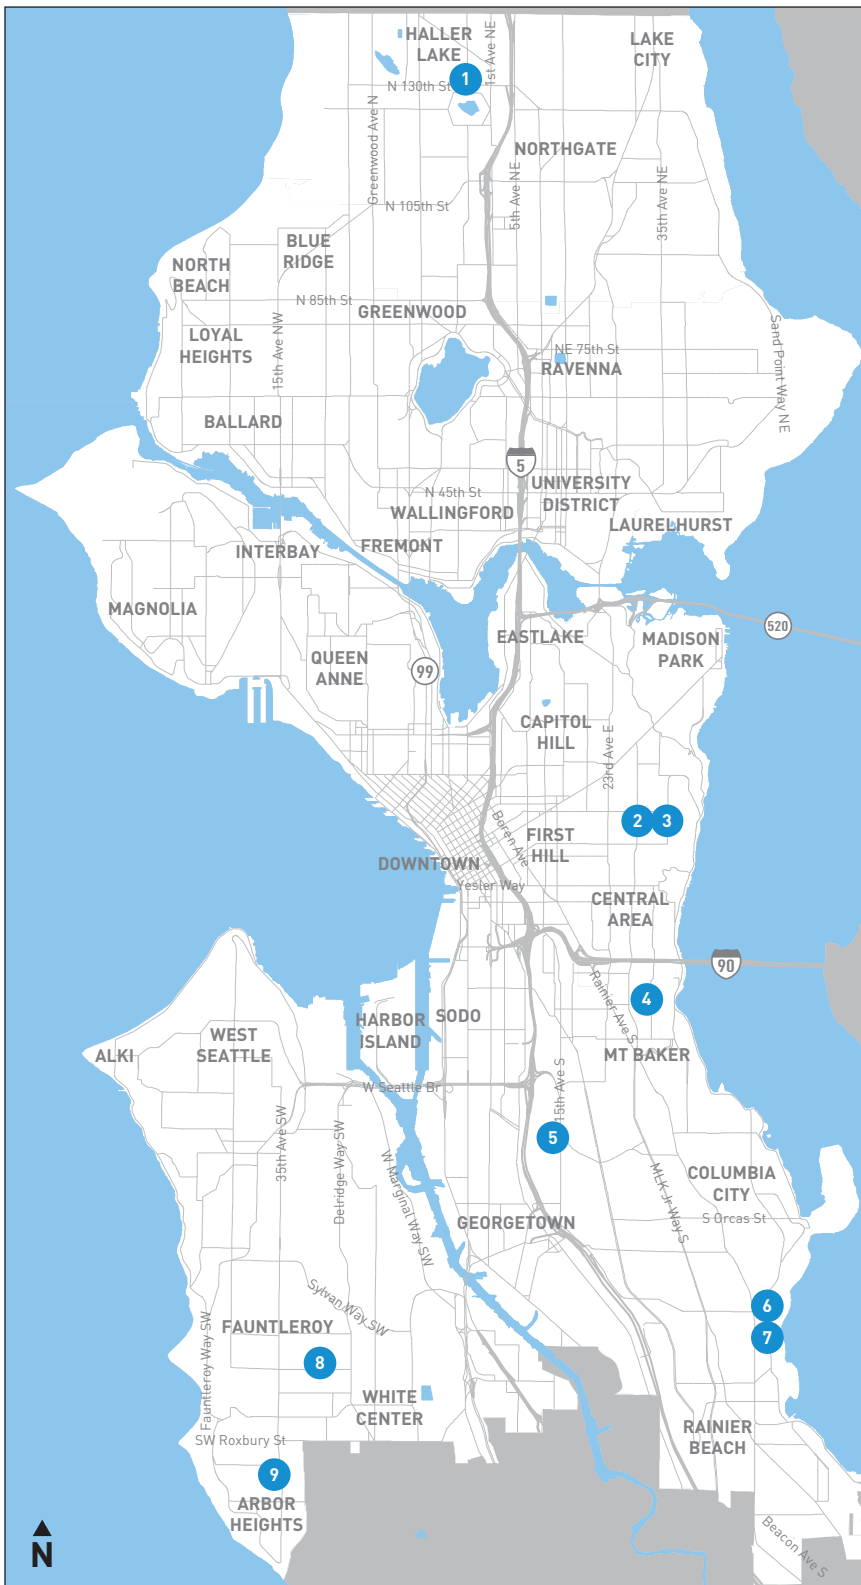 HALLER
LAKE
1st Ave NE
LAKE
CITY
1
N 130th St
Greenwood Ave N
NORTHGATE
5th Ave NE
35th Ave NE
N 105th St
BLUE
RIDGE
NORTH
BEACH
N 85th St
GREENWOOD
LOYAL
HEIGHTS
15th Ave NW
NE 75th St
RAVENNA
Sand Point Way NE
BALLARD
5
N 45th St
UNIVERSITY
DISTRICT
WALLINGFORD
LAURELHURST
INTERBAY
FREMONT
MAGNOLIA
520
EASTLAKE
MADISON
PARK
QUEEN
ANNE
99
CAPITOL
HILL
23rd Ave E
2
3
Boren Ave
FIRST
HILL
DOWNTOWN
Yesler Way
CENTRAL
AREA
90
Rainier Ave S
4
HARBOR
ISLAND
SODO
WEST
SEATTLE
ALKI
MT BAKER
W Seattle Br
15th Ave S
35th Ave SW
Delridge Way SW
5
W Marginal Way SW
MLK Jr Way S
COLUMBIA
CITY
S Orcas St
GEORGETOWN
6
Sylvan Way SW
FAUNTLEROY
7
Fauntleroy Way SW
8
WHITE
CENTER
RAINIER
BEACH
SW Roxbury St
9
ARBOR
HEIGHTS
Beacon Ave S
N